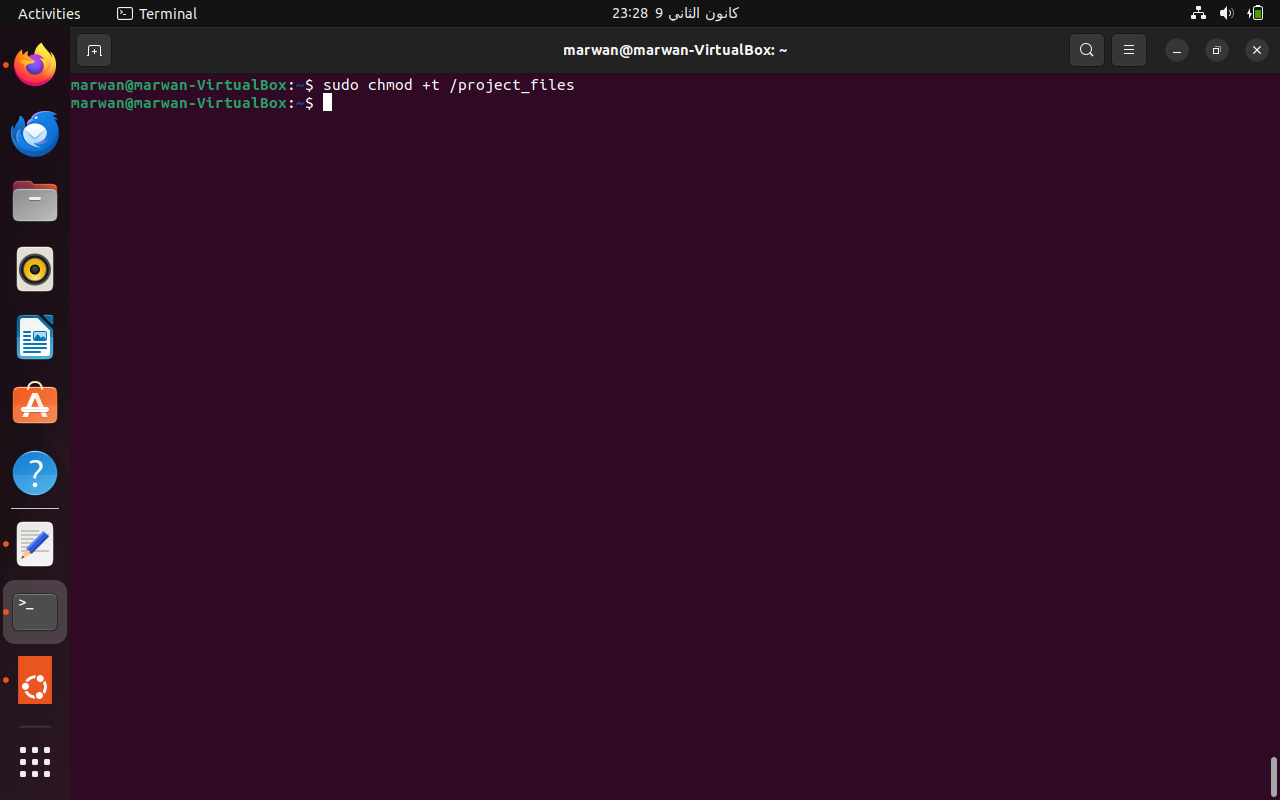 Activities
Terminal
23:28 9 كانون الثاني
marwan@marwan-VirtualBox: ~
marwan@marwan-VirtualBox:~$ sudo chmod +t /project_files
marwan@marwan-VirtualBox:~$